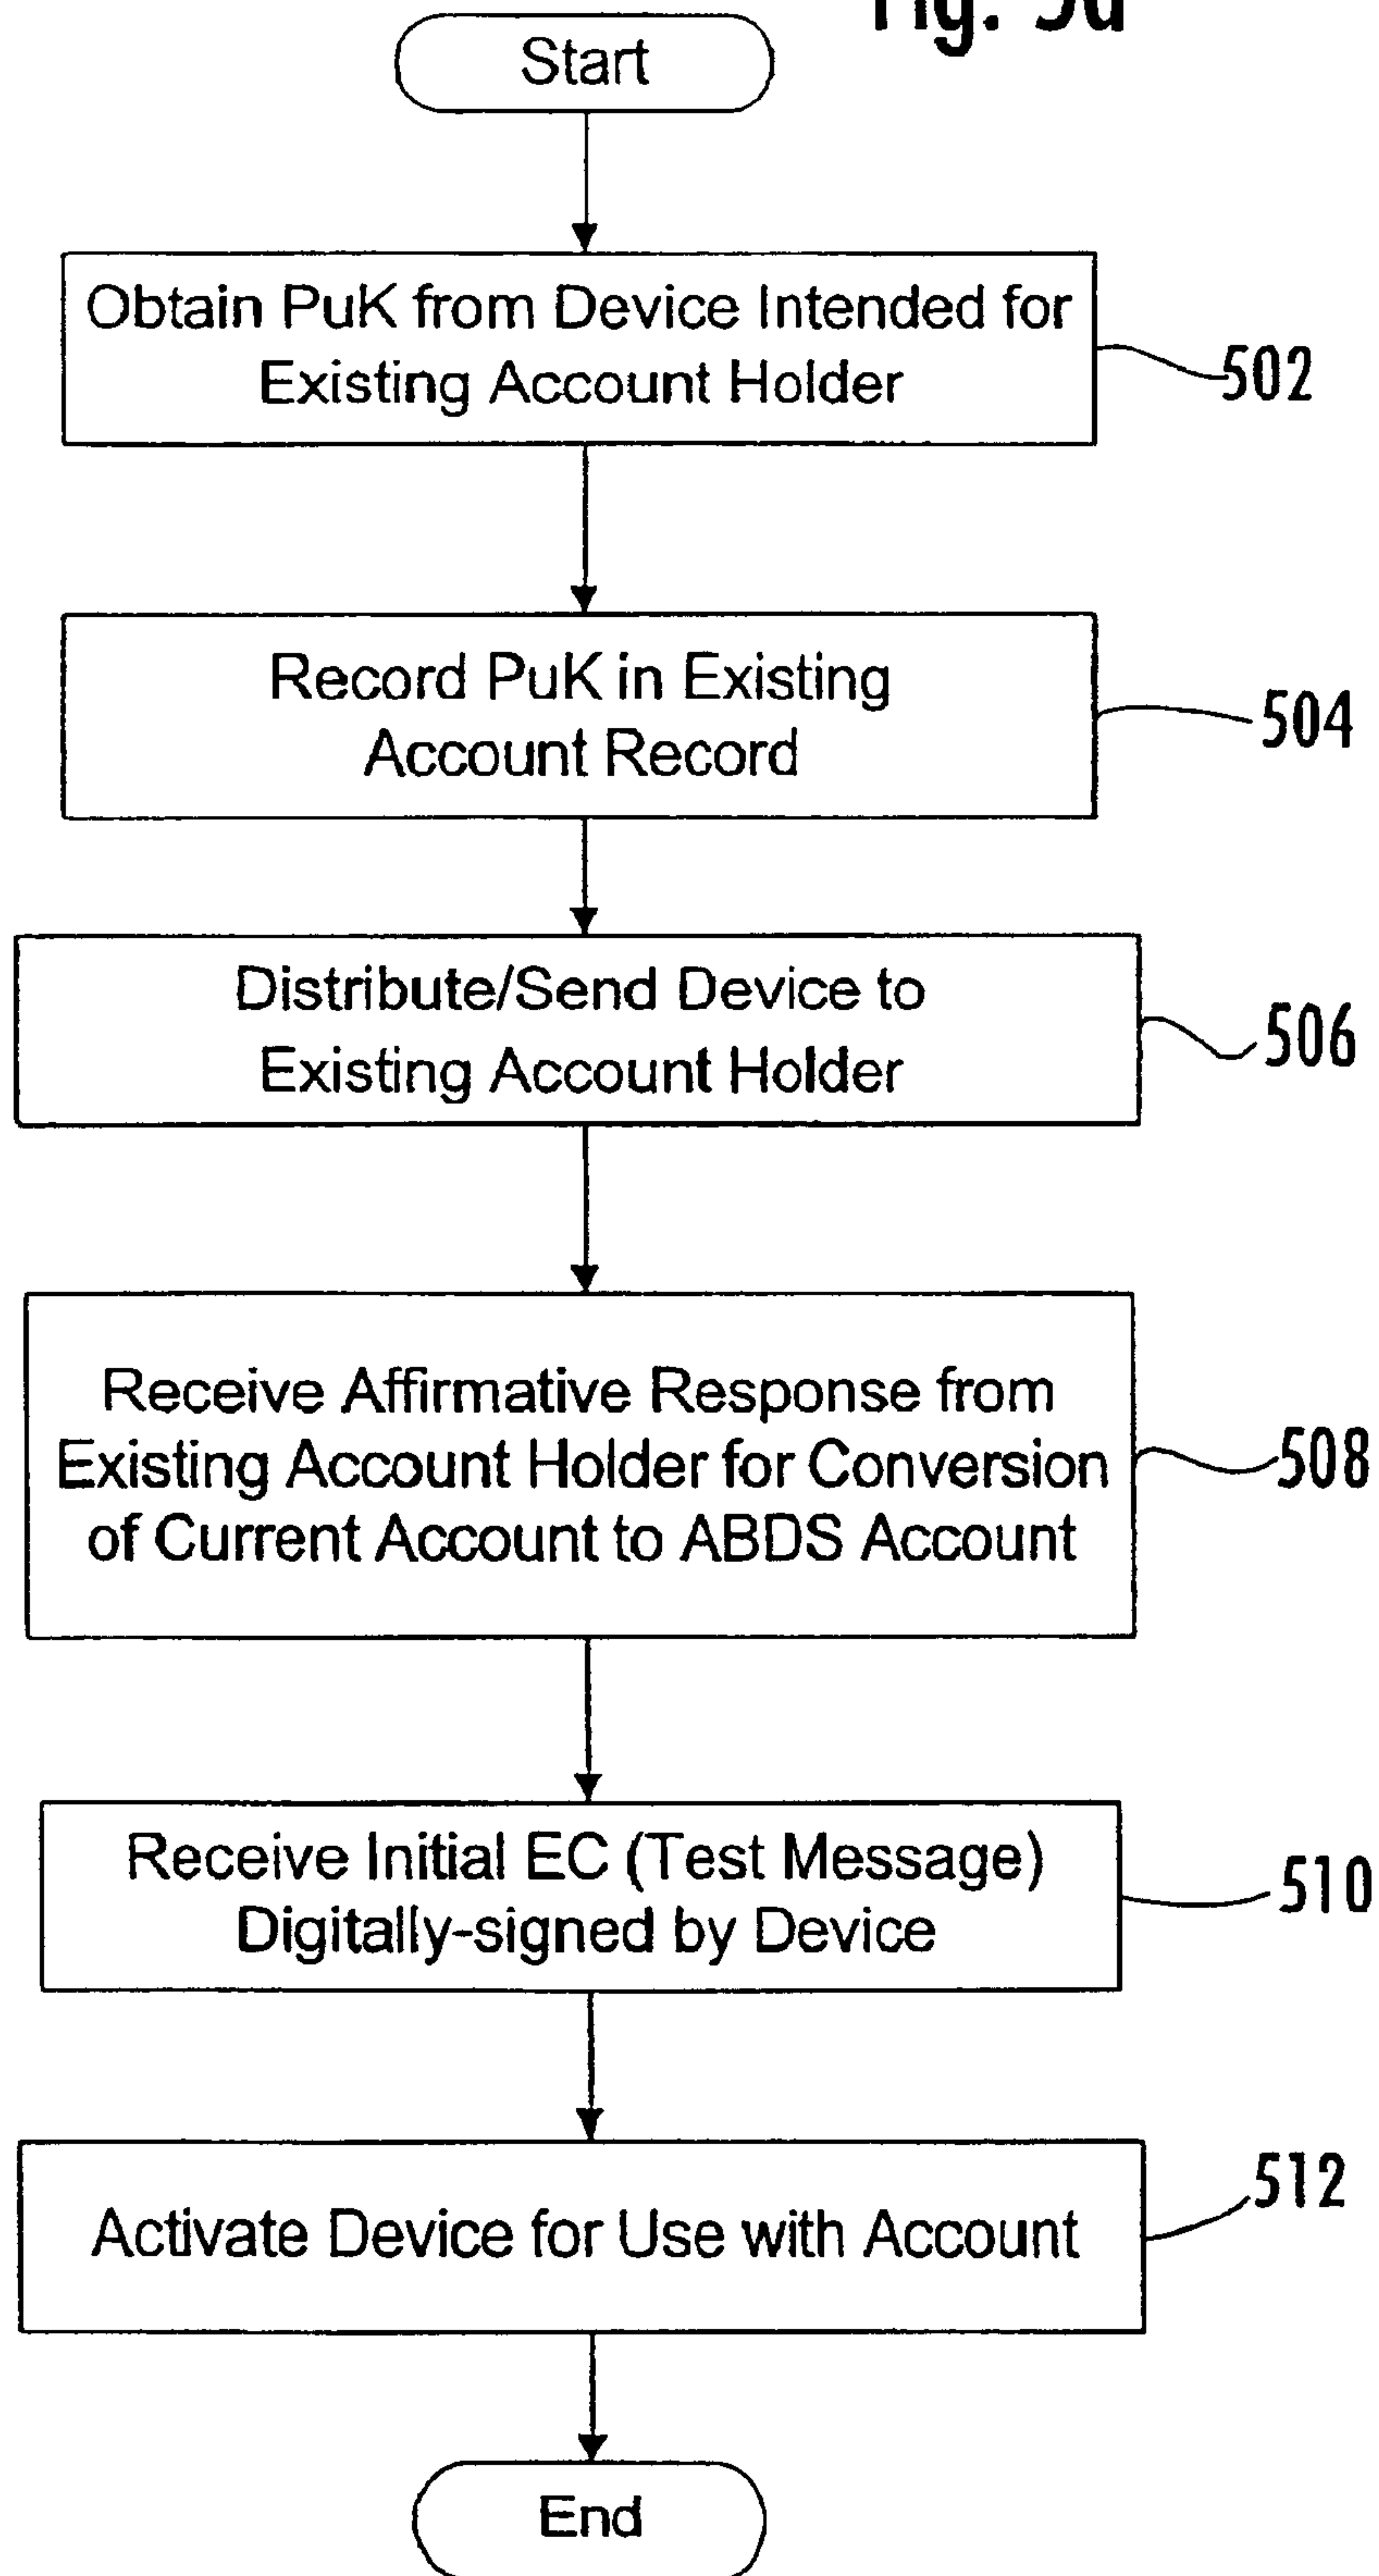 Fig. 5a
Start
Obtain PuK from Device Intended for
Existing Account Holder
502
Record PuK in Existing
Account Record
504
Distribute/Send Device to
Existing Account Holder
506
Receive Affirmative Response from
Existing Account Holder for Conversion
of Current Account to ABDS Account
508
Receive Initial EC (Test Message)
Digitally-signed by Device
510
Activate Device for Use with Account
512
End